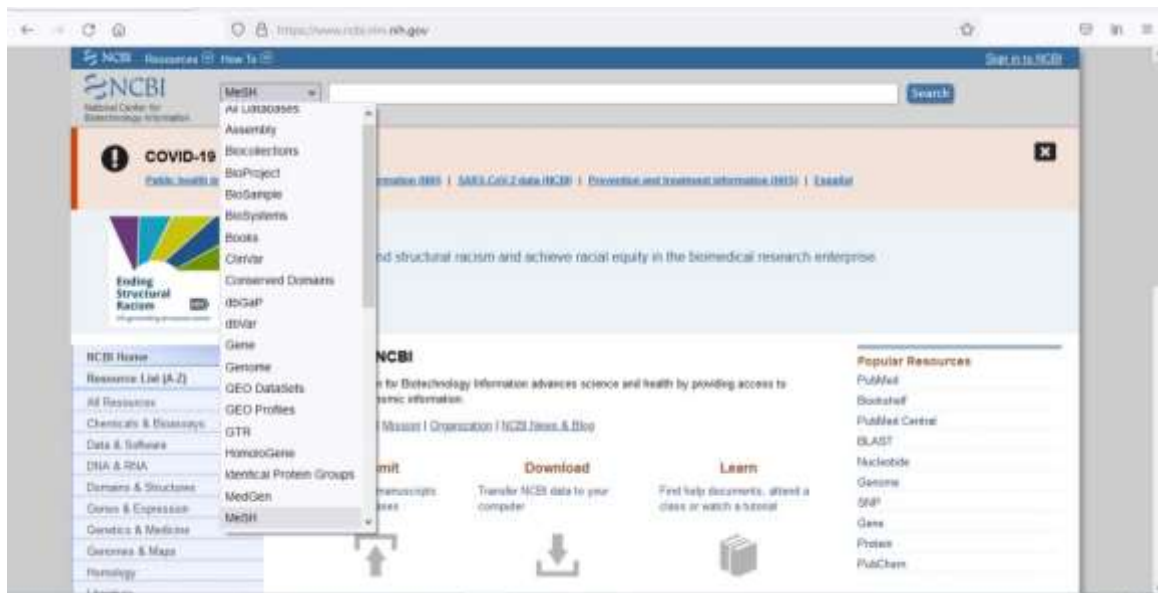 https://www.ncbi.nlm.nih.gov
NCBI Resources How To Sign in to NCBI
NCBI
National Center for
Biotechnology Information
MeSH
Search
All Databases
Assembly
Biocollections
BioProject
BioSample
BioSystems
Books
ClinVar
Conserved Domains
dbGaP
dbVar
Gene
Genome
GEO DataSets
GEO Profiles
GTR
HomoloGene
Identical Protein Groups
MedGen
MeSH
COVID-19
Public health
SARS-CoV-2 data (NCBI) | Prevention and treatment information (HHS) | Español
Ending
Structural
Racism
nd structural racism and achieve racial equity in the biomedical research enterprise
NCBI Home
Resource List (A-Z)
All Resources
Chemicals & Bioassays
Data & Software
DNA & RNA
Domains & Structures
Genes & Expression
Genetics & Medicine
Genomes & Maps
Homology
NCBI
for Biotechnology Information advances science and health by providing access to
information.
Mission | Organization | NCBI News & Blog
mit
manuscripts
Download
Transfer NCBI data to your
computer
Learn
Find help documents, attend a
class or watch a tutorial
Popular Resources
PubMed
Bookshelf
PubMed Central
BLAST
Nucleotide
Genome
SNP
Gene
Protein
PubChem